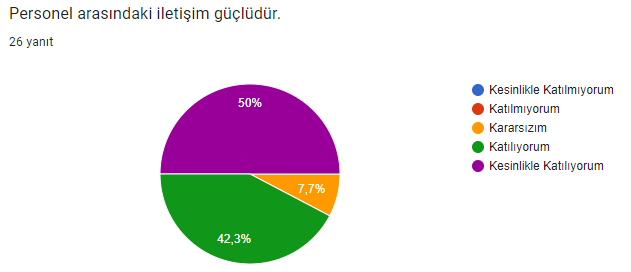 Personel arasındaki iletişim güçlüdür.
26 yanıt
Kesinlikle Katılmıyorum
Katılmıyorum
Kararsızım
Katılıyorum
Kesinlikle Katılıyorum
50%
7,7%
42,3%